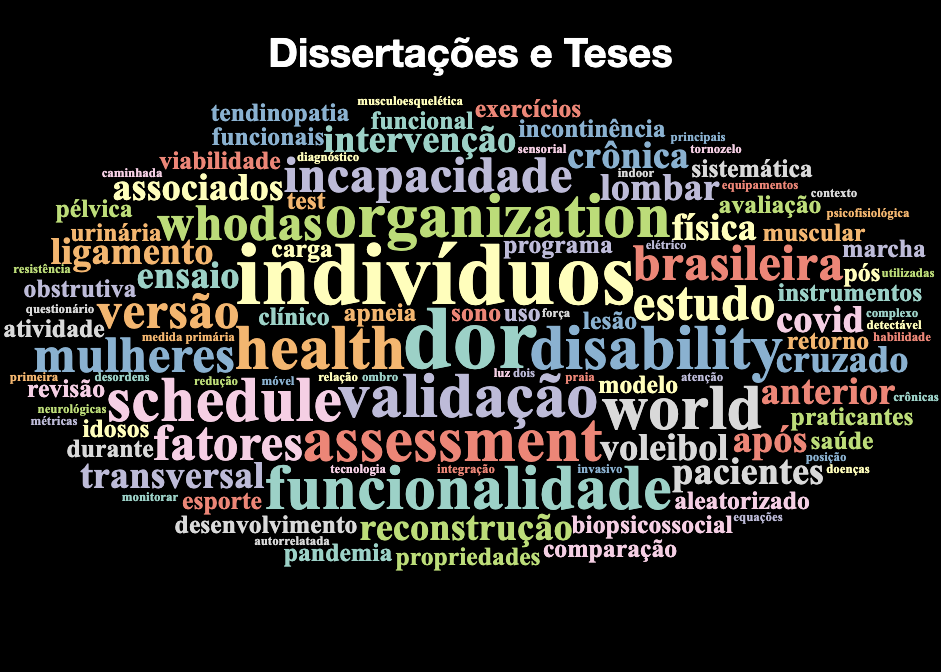 Dissertações e Teses
musculoesquelética
tendinopatia funcional exercícios
funcionais intervenção incontinência principais
viabilidade diagnóstico sensorial crônica tornozelo
caminhada incapacidade indoor sistemática
associados test lombar equipamentos contexto
pélvica whodas organization física avaliação psicofisiológica
urinária muscular
ligamento carga programa elétrico marcha
resistência ensaio indivíduos brasileira pós utilizadas
obstrutiva estudo instrumentos
questionário versão clínico apneia sono uso força lesão covid complexo
atividade detectável
medida primária retorno habilidade
mulheres health dor disability cruzado
primeira desordens redução móvel relação ombro luz dois praia atenção
revisão schedule validação modelo anterior crônicas
neurológicas world praticantes
métricas idosos
durante fatores assessment voleibol após saúde
posição
transversal tecnologia integração invasivo pacientes doenças
monitorar esporte funcionalidade aleatorizado
desenvolvimento reconstrução biopsicossocial equações
autorrelatada
pandemia propriedades comparação